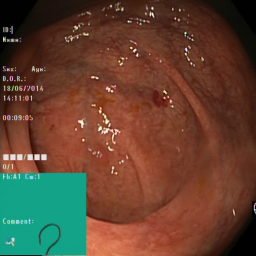 ID:
Name:
Sex: Age:
D.O.B.:
18/06/2014
14:11:01
00:09:05
███/███
0/1
Eh:A1 Cm:1
Comment: